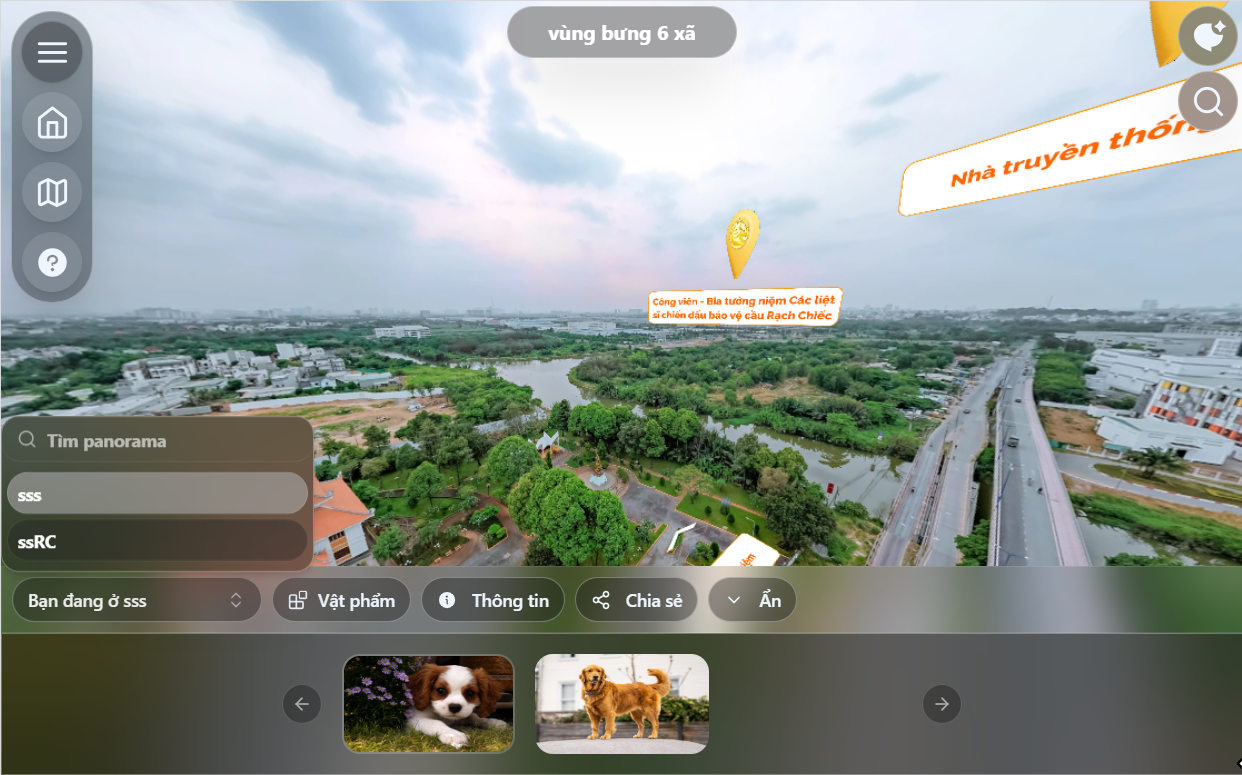 vùng bưng 6 xã
Nhà truyền thống
Công viên - Bia tưởng niệm Các liệt
sĩ chiến đấu bảo vệ cầu Rạch Chiếc
Tìm panorama
sss
ssRC
Bạn đang ở sss
Vật phẩm
Thông tin
Chia sẻ
Ẩn